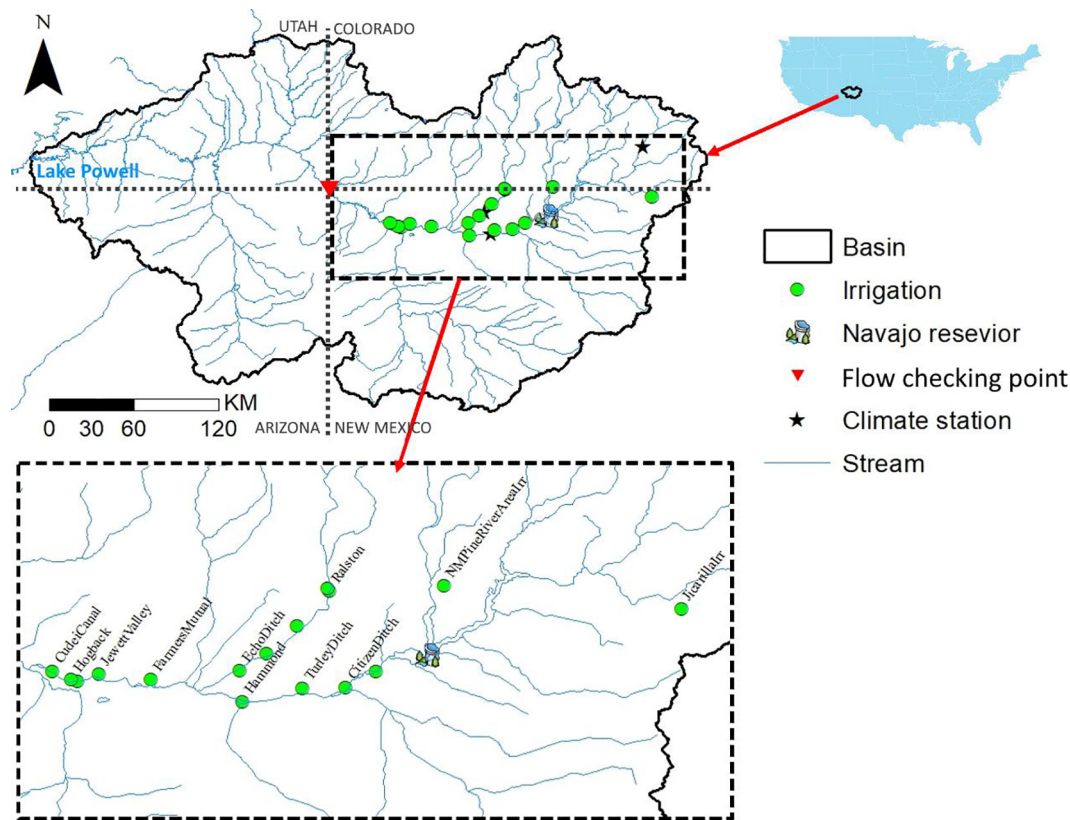 N
UTAH COLORADO
Lake Powell
KM
0 30 60 120
ARIZONA NEW MEXICO
Basin
Irrigation
Navajo resevior
Flow checking point
Climate station
Stream
CudeiCanal
Hogback
JewettValley
FarmersMutual
EchoDitch
Hammond
Ralston
TurleyDitch
CitizenDitch
NMPineRiverAreaIrr
JicarillaIrr